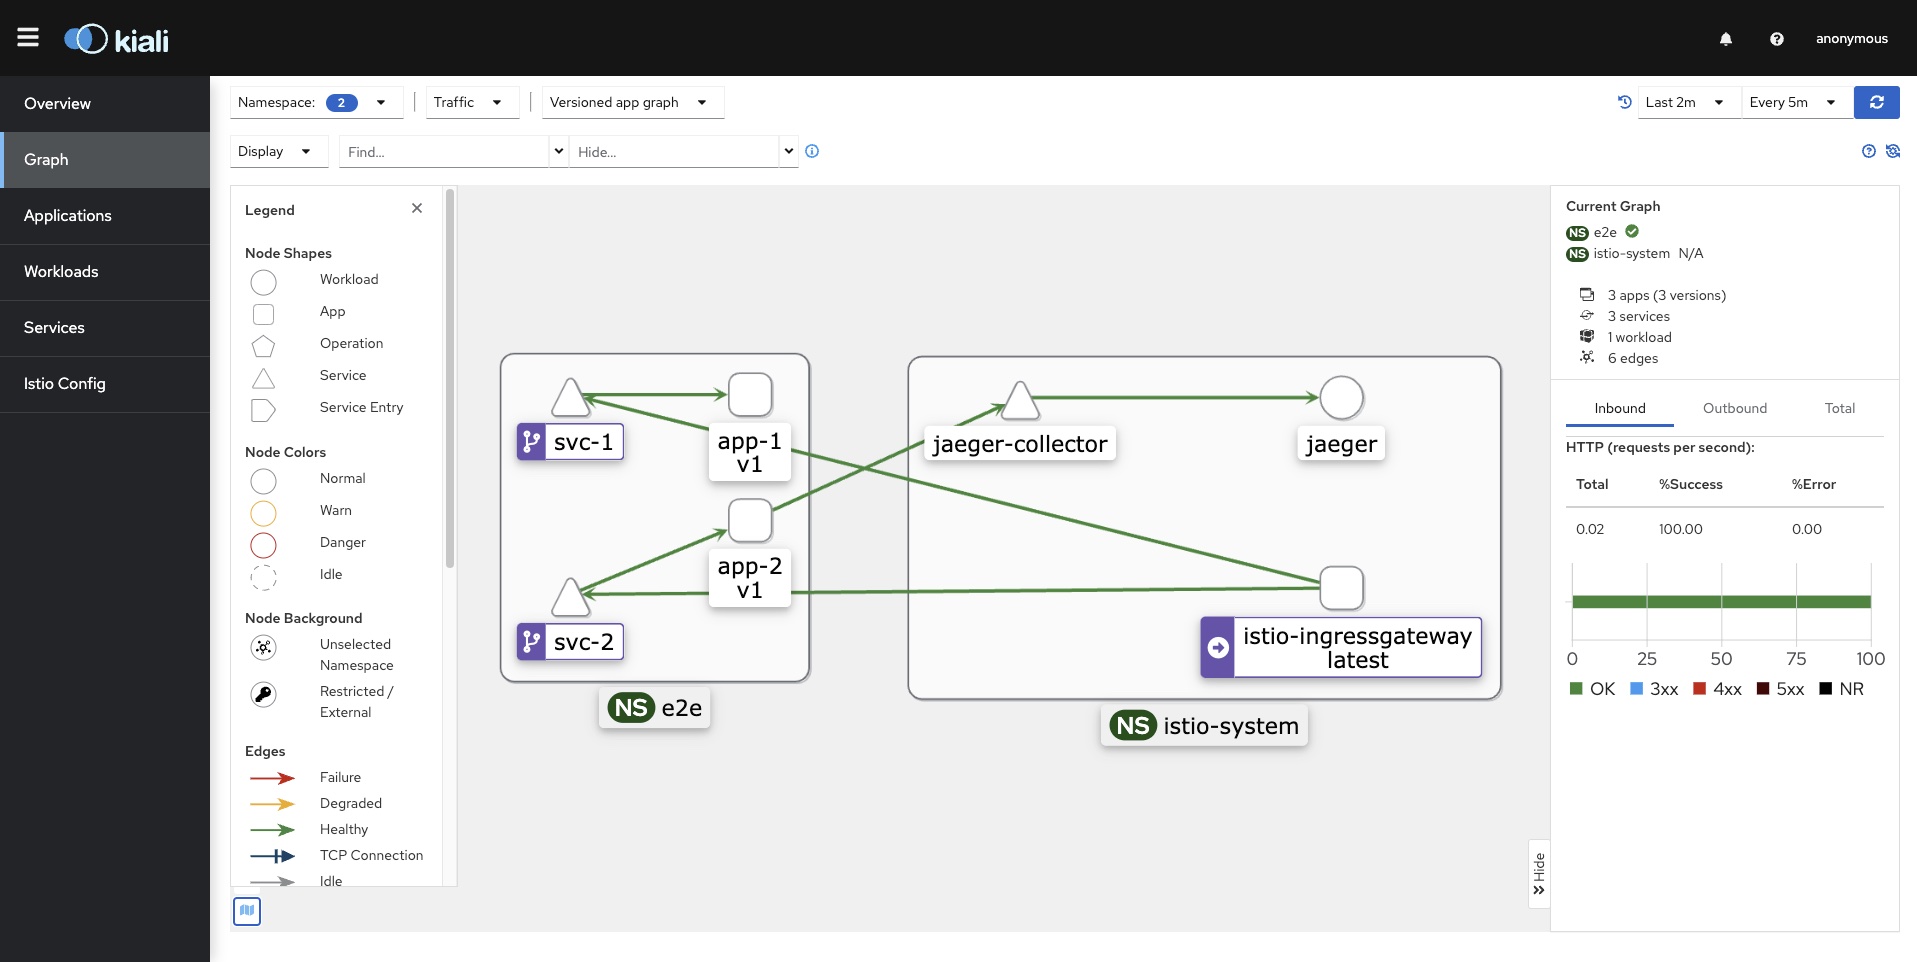 kiali
anonymous
Overview
Graph
Applications
Workloads
Services
Istio Config
Namespace: 2
Traffic
Versioned app graph
Last 2m
Every 5m
Display
Find...
Hide...
Legend
Node Shapes
Workload
App
Operation
Service
Service Entry
Node Colors
Normal
Warn
Danger
Idle
Node Background
Unselected
Namespace
Restricted /
External
Edges
Failure
Degraded
Healthy
TCP Connection
Idle
svc-1
app-1
v1
app-2
v1
svc-2
NS e2e
jaeger-collector
jaeger
istio-ingressgateway
latest
NS istio-system
Hide
Current Graph
NS e2e
NS istio-system N/A
3 apps (3 versions)
3 services
1 workload
6 edges
Inbound Outbound Total
HTTP (requests per second):
Total %Success %Error
0.02 100.00 0.00
0 25 50 75 100
OK 3xx 4xx 5xx NR